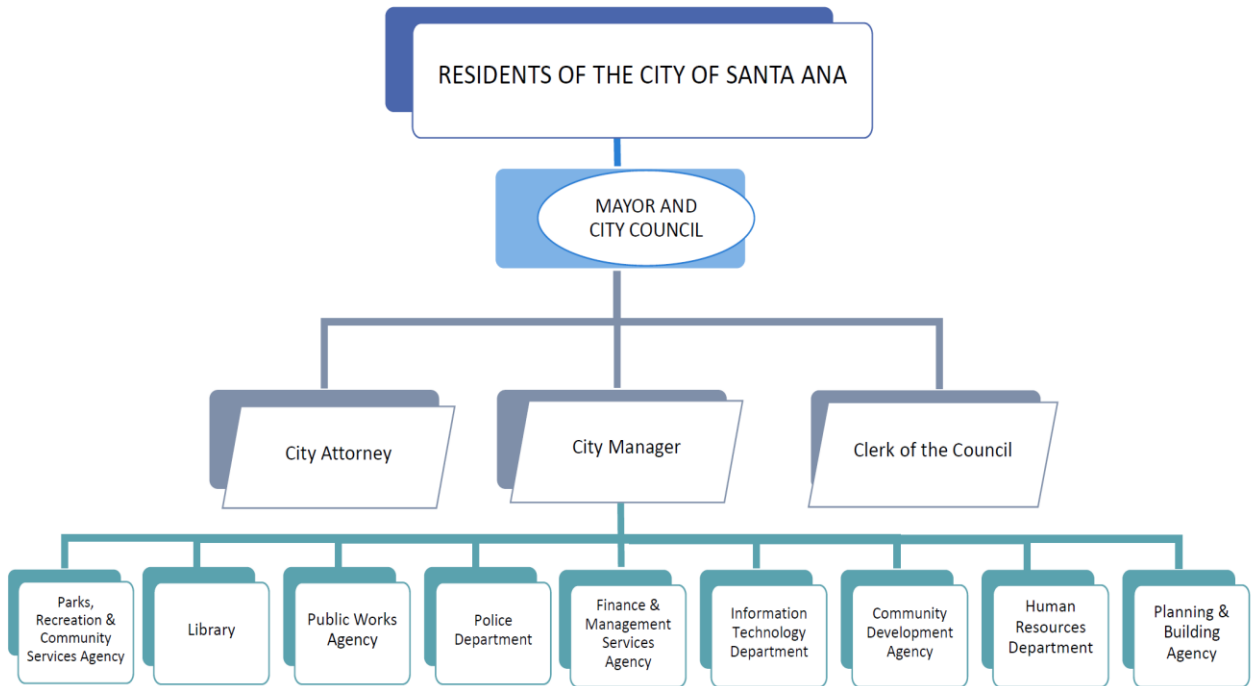 RESIDENTS OF THE CITY OF SANTA ANA
MAYOR AND
CITY COUNCIL
City Attorney
City Manager
Clerk of the Council
Parks,
Recreation &
Community
Services Agency
Library
Public Works
Agency
Police
Department
Finance &
Management
Services
Agency
Information
Technology
Department
Community
Development
Agency
Human
Resources
Department
Planning &
Building
Agency